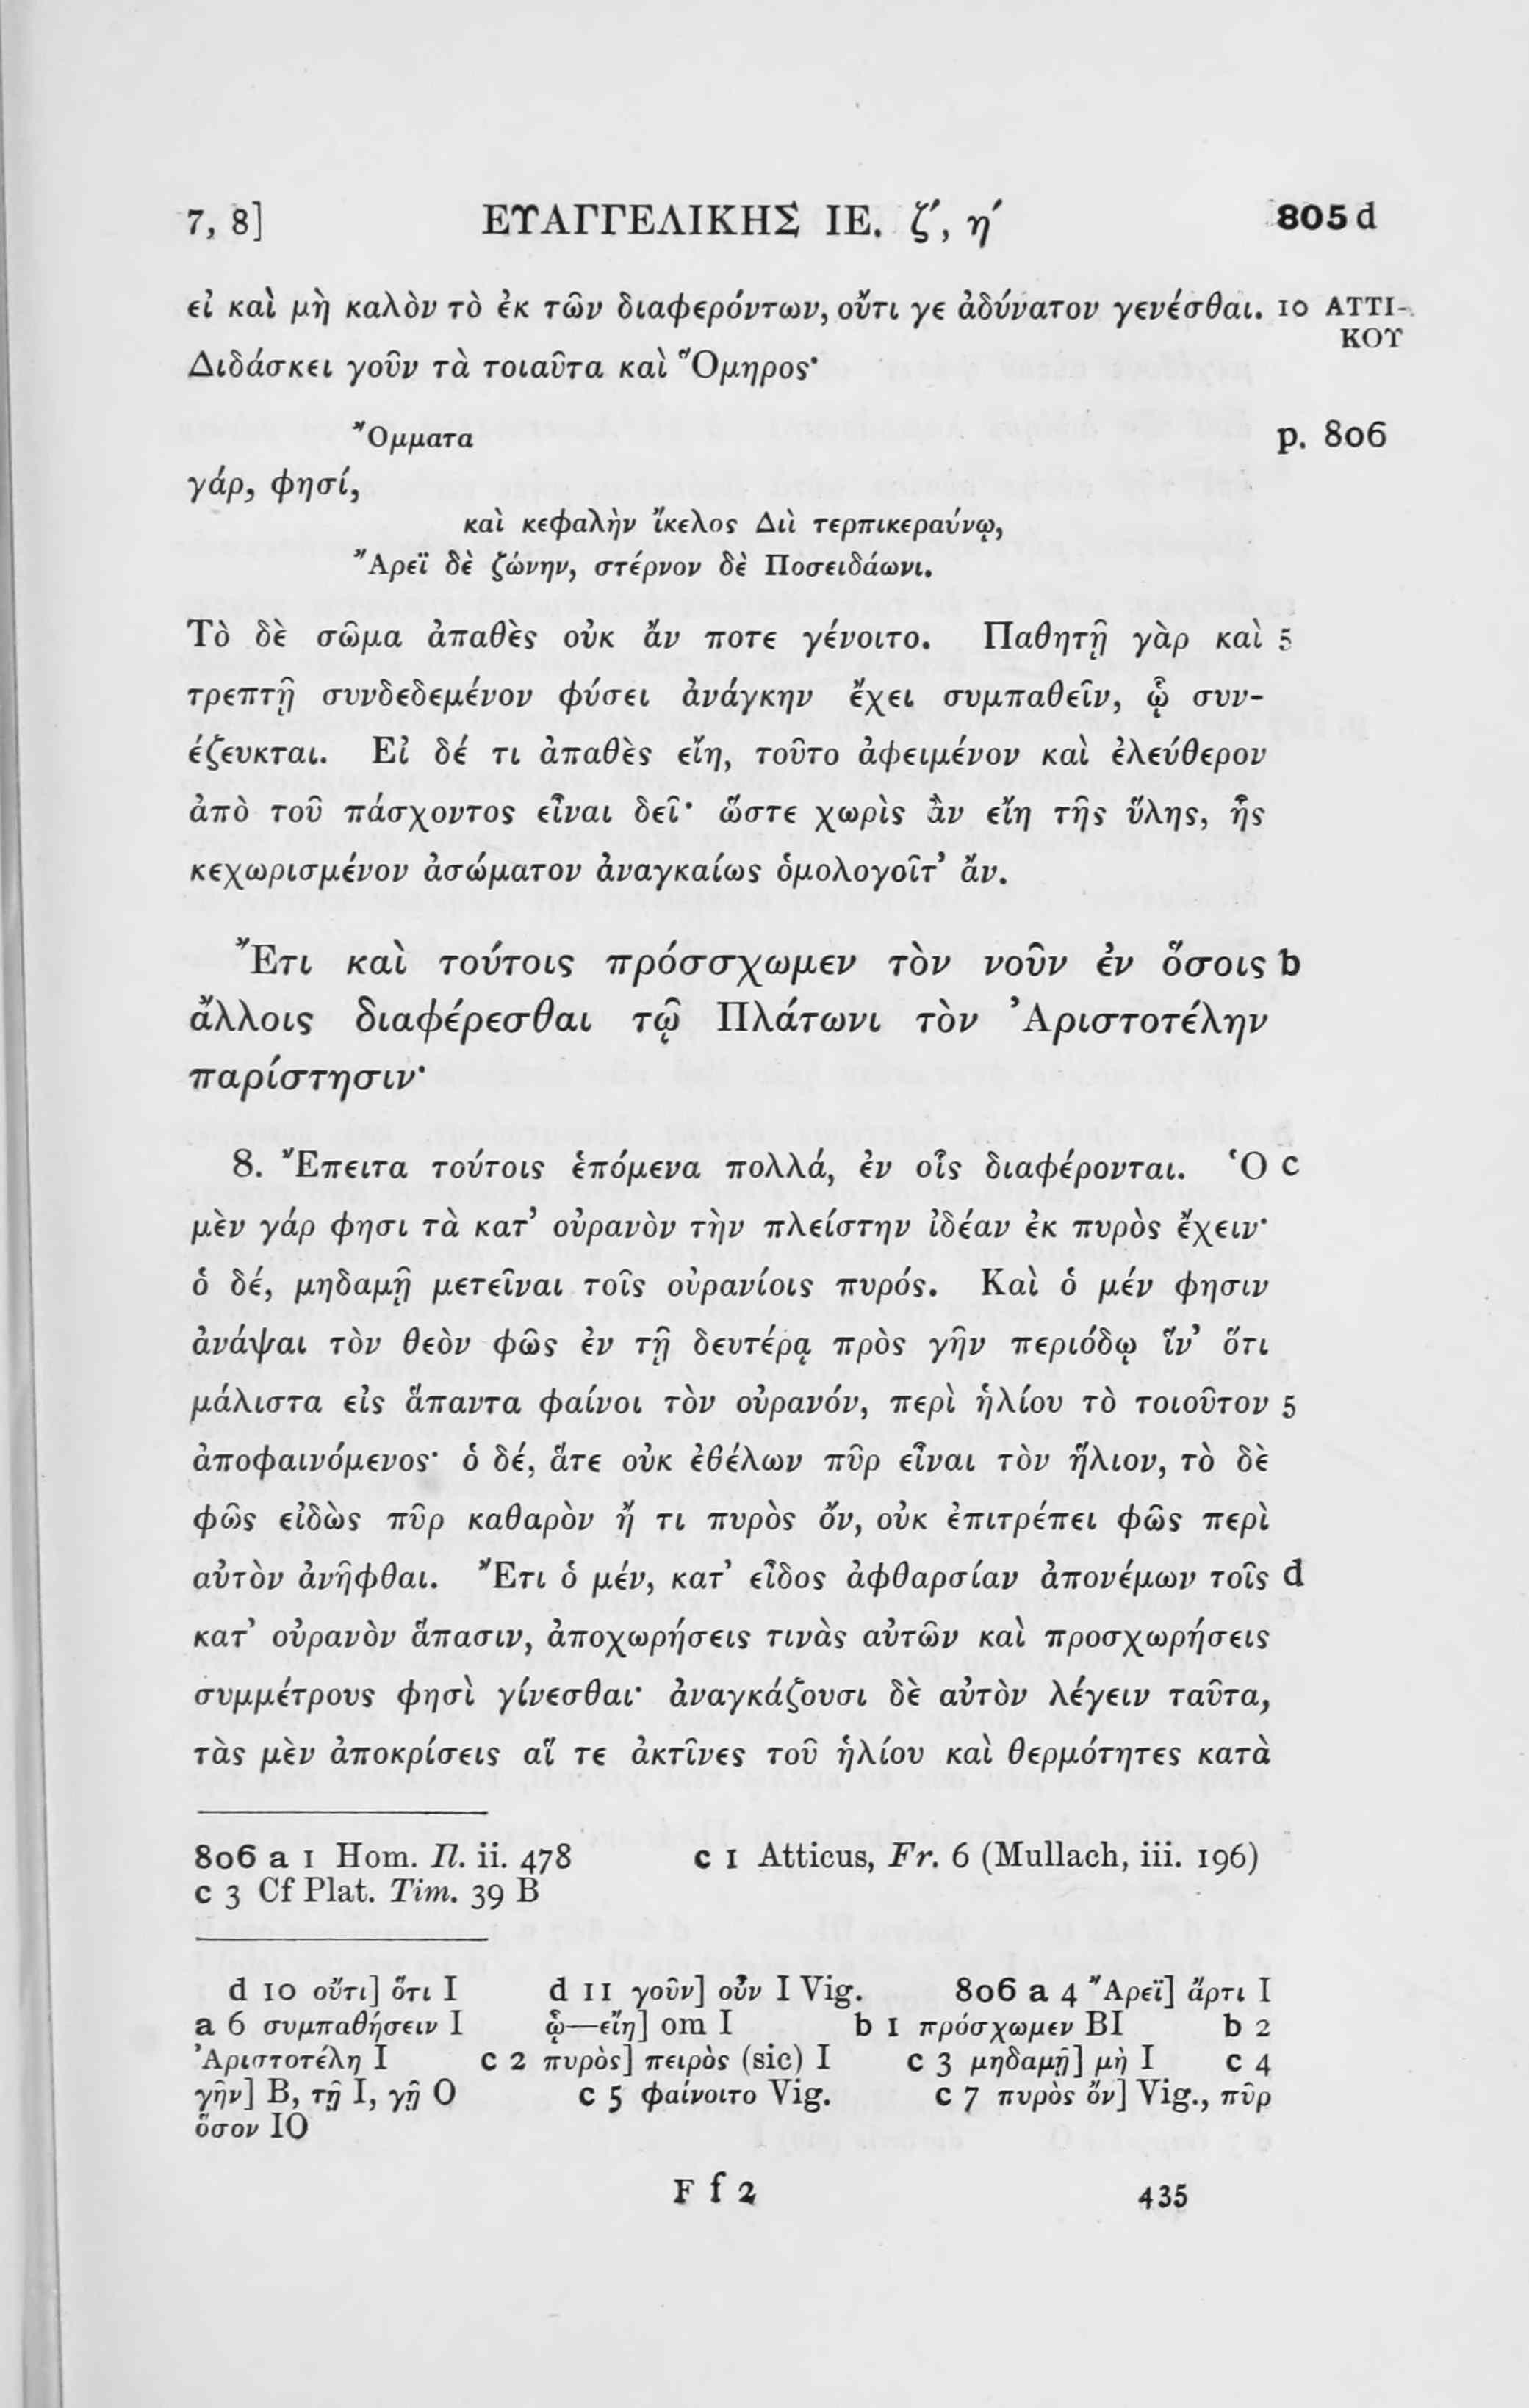 7, 8] ΕΥΑΓΓΕΛΙΚΗΣ ΙΕ. ζ′, η′ 805 d
εἰ καὶ μὴ καλὸν τὸ ἐκ τῶν διαφερόντων, οὔτι γε ἀδύνατον γενέσθαι. 10 ΑΤΤΙ-
ΚΟΥ
Διδάσκει γοῦν τὰ τοιαῦτα καὶ Ὅμηρος·
Ὄμματα p. 806
γάρ, φησί,
καὶ κεφαλὴν ἴκελος Διὶ τερπικεραύνῳ,
Ἄρεϊ δὲ ζώνην, στέρνον δὲ Ποσειδάωνι.
Τὸ δὲ σῶμα ἀπαθὲς οὐκ ἄν ποτε γένοιτο. Παθητῇ γὰρ καὶ 5
τρεπτῇ συνδεδεμένον φύσει ἀνάγκην ἔχει συμπαθεῖν, ᾧ συν-
έζευκται. Εἰ δέ τι ἀπαθὲς εἴη, τοῦτο ἀφειμένον καὶ ἐλεύθερον
ἀπὸ τοῦ πάσχοντος εἶναι δεῖ· ὥστε χωρὶς ἂν εἴη τῆς ὕλης, ἧς
κεχωρισμένον ἀσώματον ἀναγκαίως ὁμολογοῖτ’ ἄν.
Ἔτι καὶ τούτοις πρόσσχωμεν τὸν νοῦν ἐν ὅσοις b
ἄλλοις διαφέρεσθαι τῷ Πλάτωνι τὸν Ἀριστοτέλην
παρίστησιν·
8. Ἔπειτα τούτοις ἑπόμενα πολλά, ἐν οἷς διαφέρονται. Ὁ c
μὲν γάρ φησι τὰ κατ’ οὐρανὸν τὴν πλείστην ἰδέαν ἐκ πυρὸς ἔχειν·
ὁ δέ, μηδαμῇ μετεῖναι τοῖς οὐρανίοις πυρός. Καὶ ὁ μέν φησιν
ἀνάψαι τὸν θεὸν φῶς ἐν τῇ δευτέρᾳ πρὸς γῆν περιόδῳ ἵν’ ὅτι
μάλιστα εἰς ἅπαντα φαίνοι τὸν οὐρανόν, περὶ ἡλίου τὸ τοιοῦτον 5
ἀποφαινόμενος· ὁ δέ, ἅτε οὐκ ἐθέλων πῦρ εἶναι τὸν ἥλιον, τὸ δὲ
φῶς εἰδὼς πῦρ καθαρὸν ἤ τι πυρὸς ὄν, οὐκ ἐπιτρέπει φῶς περὶ
αὐτὸν ἀνῆφθαι. Ἔτι ὁ μέν, κατ’ εἶδος ἀφθαρσίαν ἀπονέμων τοῖς d
κατ’ οὐρανὸν ἅπασιν, ἀποχωρήσεις τινὰς αὐτῶν καὶ προσχωρήσεις
συμμέτρους φησὶ γίνεσθαι· ἀναγκάζουσι δὲ αὐτὸν λέγειν ταῦτα,
τὰς μὲν ἀποκρίσεις αἵ τε ἀκτῖνες τοῦ ἡλίου καὶ θερμότητες κατὰ
806 a 1 Hom. Il. ii. 478 c 1 Atticus, Fr. 6 (Mullach, iii. 196)
c 3 Cf Plat. Tim. 39 B
d 10 οὔτι] ὅτι I d 11 γοῦν] οὖν I Vig. 806 a 4 Ἄρεϊ] ἄρτι I
a 6 συμπαθήσειν I ᾧ—εἴη] om I b 1 πρόσχωμεν BI b 2
Ἀριστοτέλη I c 2 πυρὸς] πειρὸς (sic) I c 3 μηδαμῇ] μὴ I c 4
γῆν] B, τῇ I, γῇ O c 5 φαίνοιτο Vig. c 7 πυρὸς ὄν] Vig., πῦρ
ὅσον IO
F f 2 435